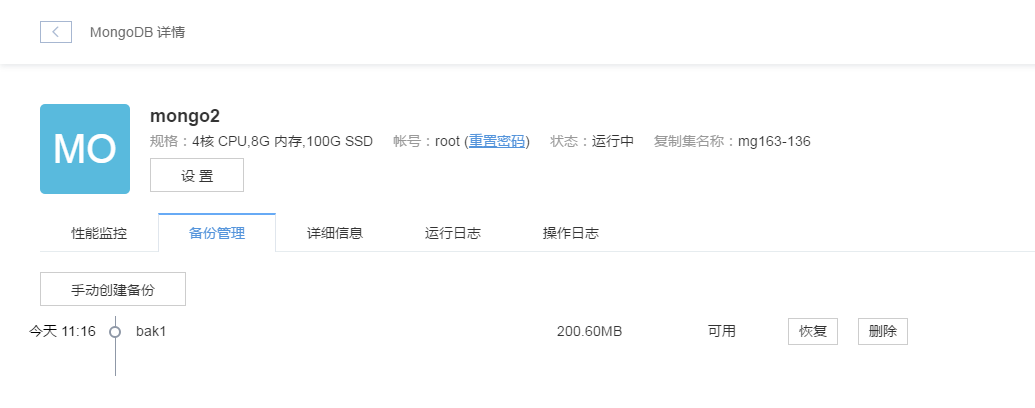 MongoDB 详情
MO
mongo2
规格：4核 CPU,8G 内存,100G SSD 帐号：root (重置密码) 状态：运行中 复制集名称：mg163-136
设 置
性能监控 备份管理 详细信息 运行日志 操作日志
手动创建备份
今天 11:16 bak1 200.60MB 可用 恢复 删除